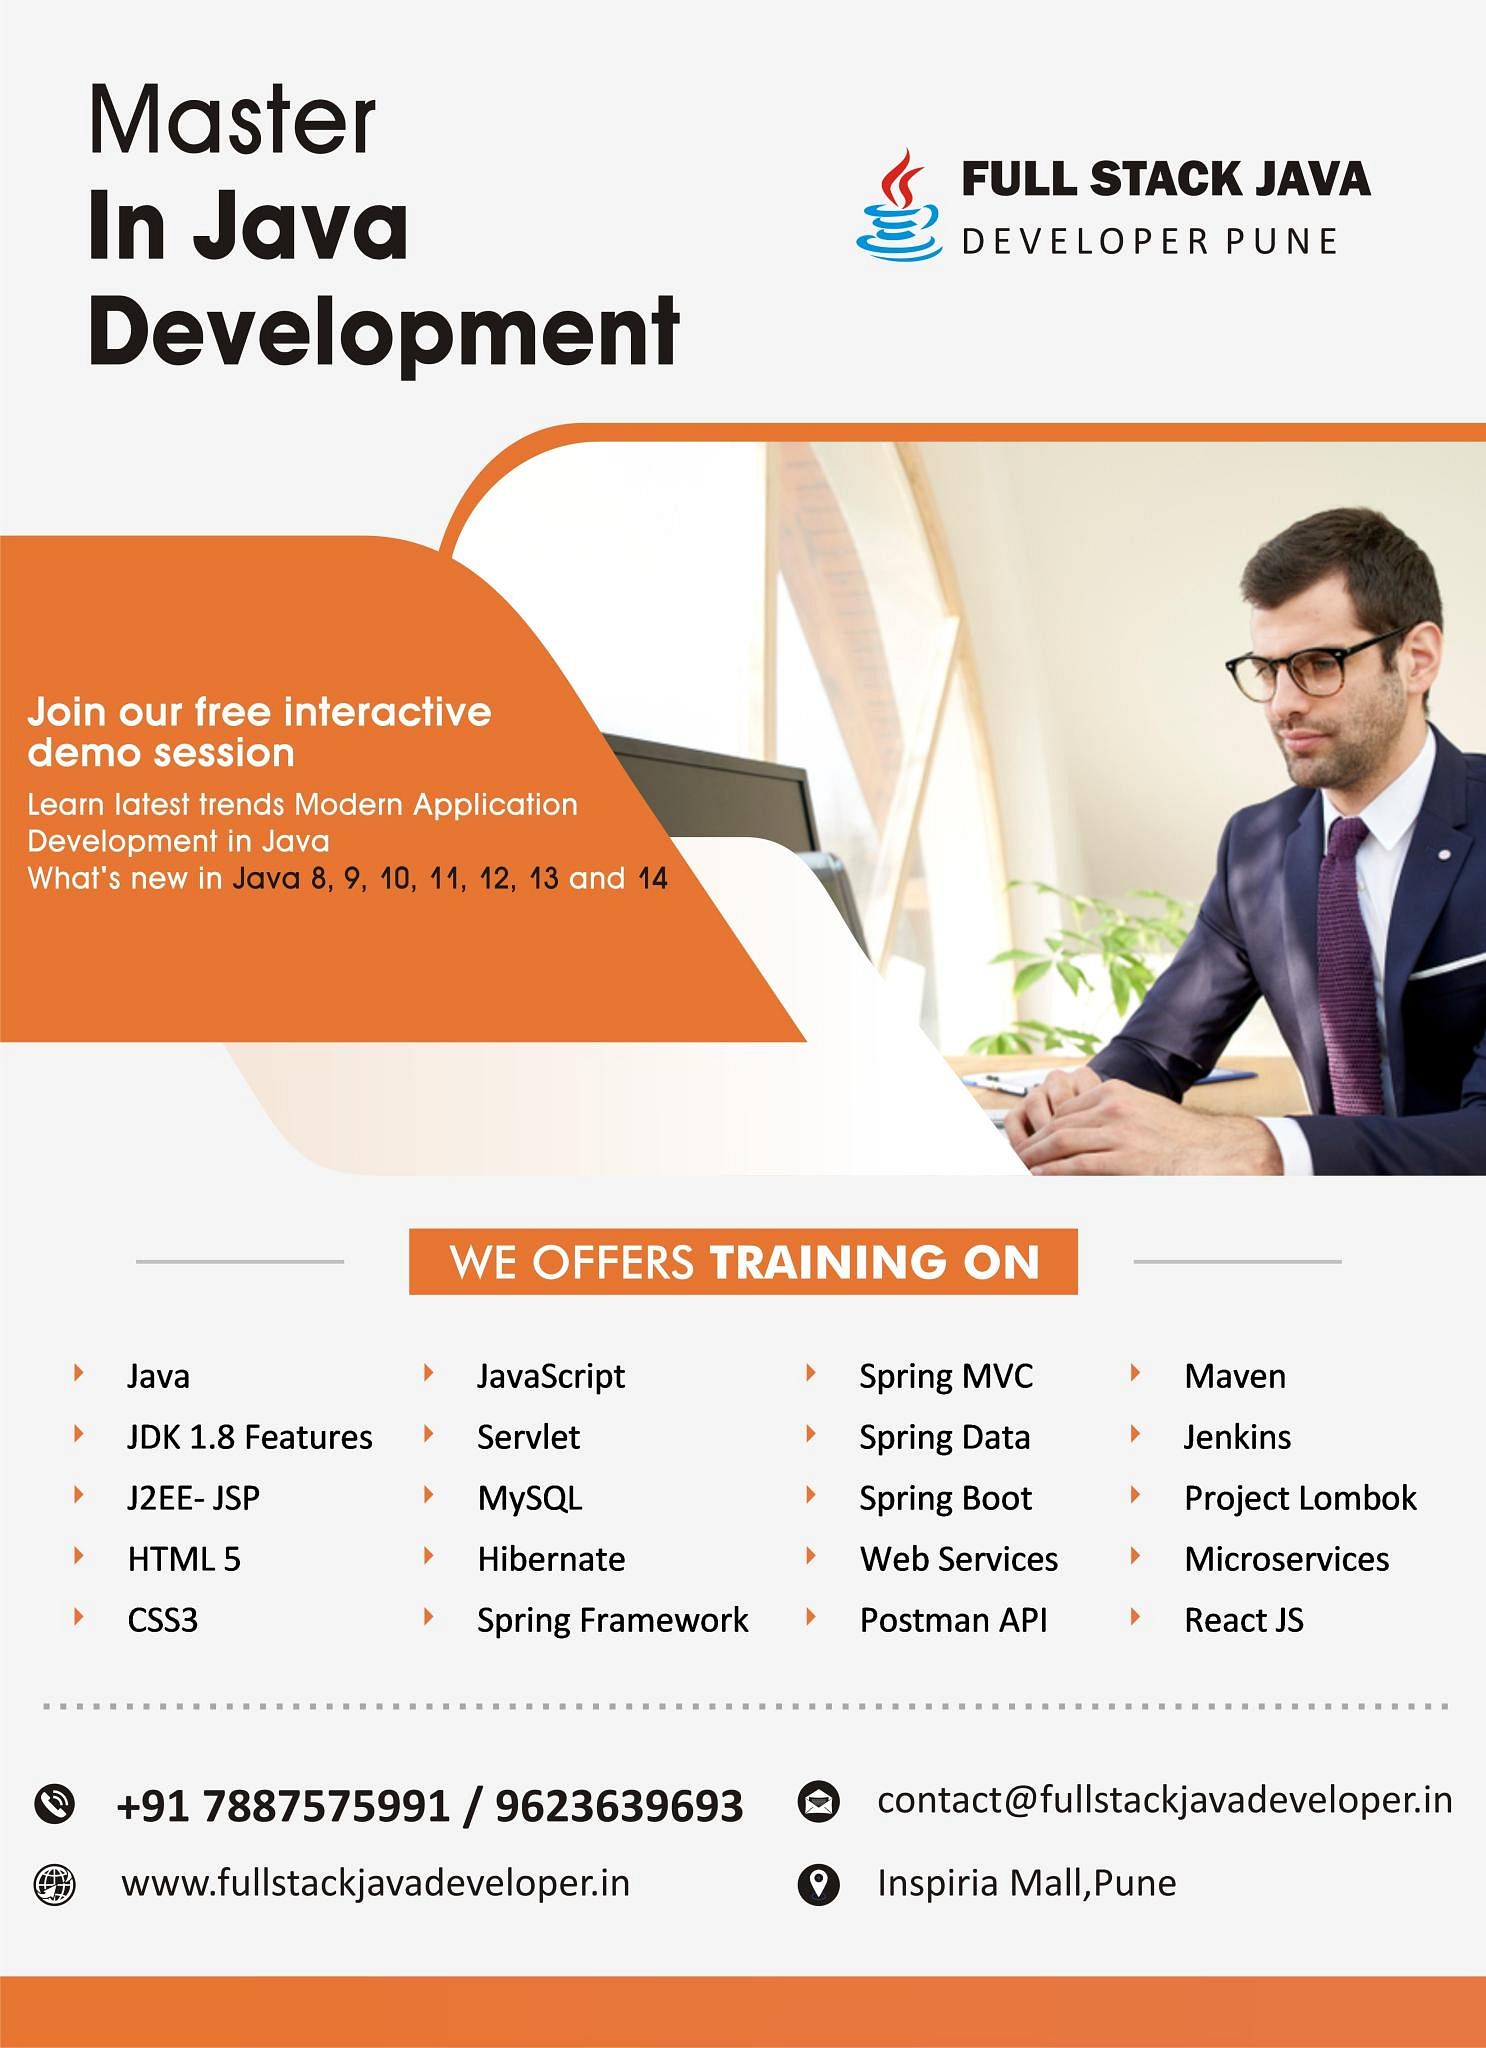 Master
In Java
Development
FULL STACK JAVA
DEVELOPER PUNE
Join our free interactive
demo session
Learn latest trends Modern Application
Development in Java
What's new in Java 8, 9, 10, 11, 12, 13 and 14
WE OFFERS TRAINING ON
Java
JDK 1.8 Features
J2EE- JSP
HTML 5
CSS3
JavaScript
Servlet
MySQL
Hibernate
Spring Framework
Spring MVC
Spring Data
Spring Boot
Web Services
Postman API
Maven
Jenkins
Project Lombok
Microservices
React JS
+91 7887575991 / 9623639693
www.fullstackjavadeveloper.in
contact@fullstackjavadeveloper.in
Inspiria Mall,Pune